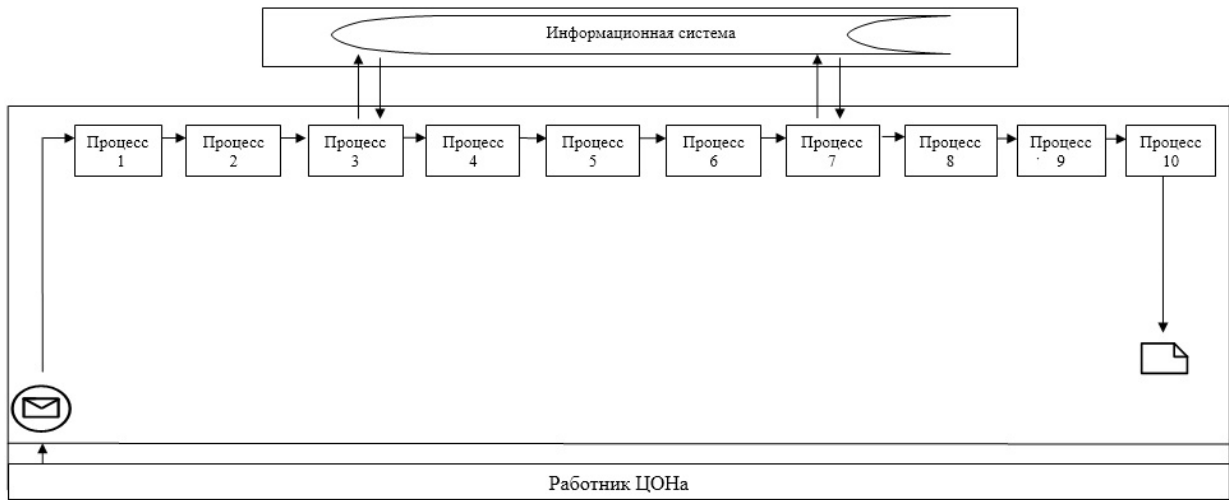 Информационная система
Процесс
1
Процесс
2
Процесс
3
Процесс
4
Процесс
5
Процесс
6
Процесс
7
Процесс
8
Процесс
9
Процесс
10
Работник ЦОНа